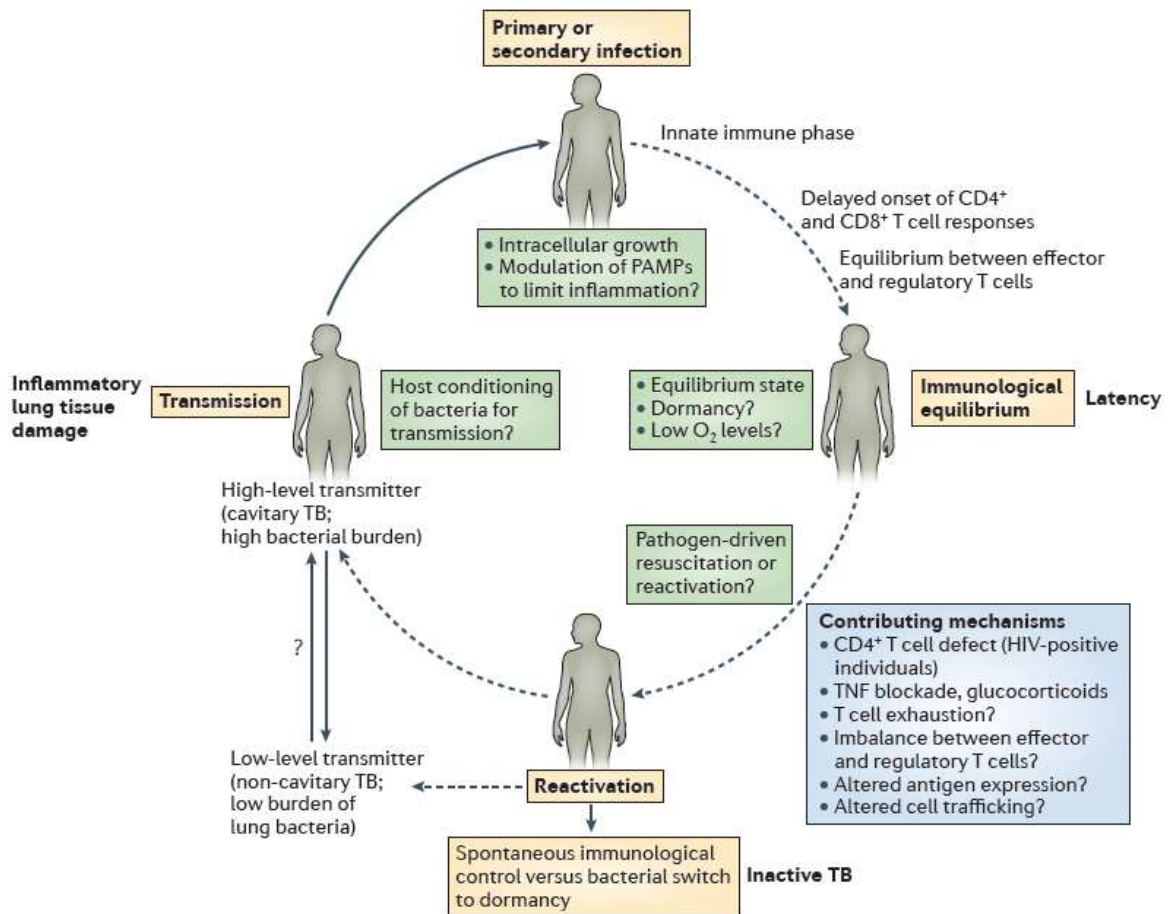 Primary or
secondary infection
Innate immune phase
Delayed onset of CD4⁺
and CD8⁺ T cell responses
Equilibrium between effector
and regulatory T cells
• Intracellular growth
• Modulation of PAMPs
to limit inflammation?
Inflammatory
lung tissue
damage
Transmission
Host conditioning
of bacteria for
transmission?
• Equilibrium state
• Dormancy?
• Low O₂ levels?
Immunological
equilibrium
Latency
High-level transmitter
(cavitary TB;
high bacterial burden)
Pathogen-driven
resuscitation or
reactivation?
Contributing mechanisms
• CD4⁺ T cell defect (HIV-positive
individuals)
• TNF blockade, glucocorticoids
• T cell exhaustion?
• Imbalance between effector
and regulatory T cells?
• Altered antigen expression?
• Altered cell trafficking?
?
Low-level transmitter
(non-cavitary TB;
low burden of
lung bacteria)
Reactivation
Spontaneous immunological
control versus bacterial switch
to dormancy
Inactive TB